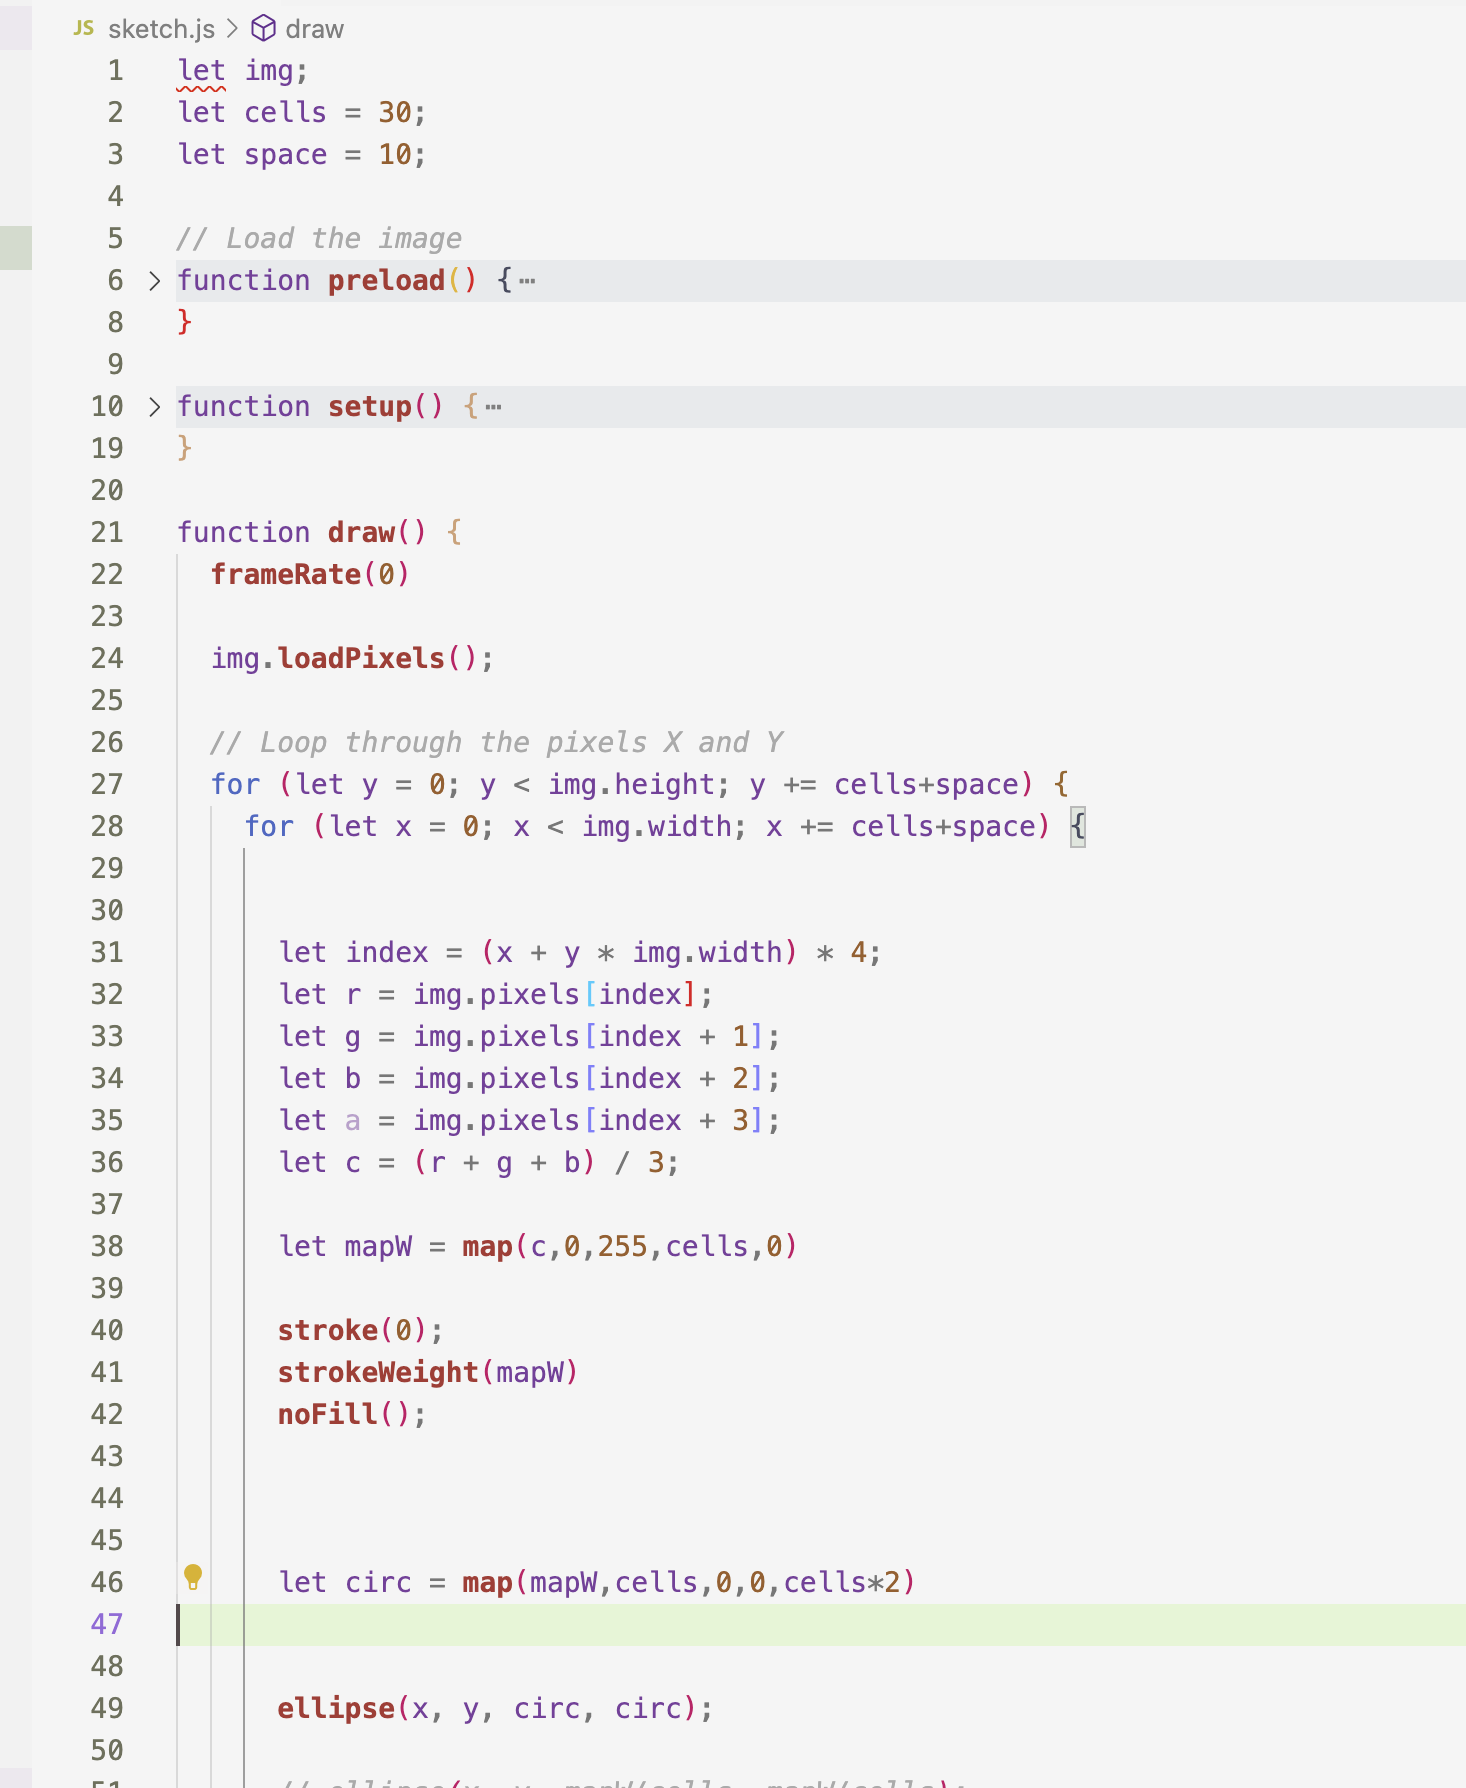 JS sketch.js > draw
1 let img;
2 let cells = 30;
3 let space = 10;
4
5 // Load the image
6 > function preload() { ⋯
8 }
9
10 > function setup() { ⋯
19 }
20
21 function draw() {
22 frameRate(0)
23
24 img.loadPixels();
25
26 // Loop through the pixels X and Y
27 for (let y = 0; y < img.height; y += cells+space) {
28 for (let x = 0; x < img.width; x += cells+space) {
29
30
31 let index = (x + y * img.width) * 4;
32 let r = img.pixels[index];
33 let g = img.pixels[index + 1];
34 let b = img.pixels[index + 2];
35 let a = img.pixels[index + 3];
36 let c = (r + g + b) / 3;
37
38 let mapW = map(c,0,255,cells,0)
39
40 stroke(0);
41 strokeWeight(mapW)
42 noFill();
43
44
45
46 let circ = map(mapW,cells,0,0,cells*2)
47
48
49 ellipse(x, y, circ, circ);
50
51 // ellipse(x, y, mapW/cells, mapW/cells);